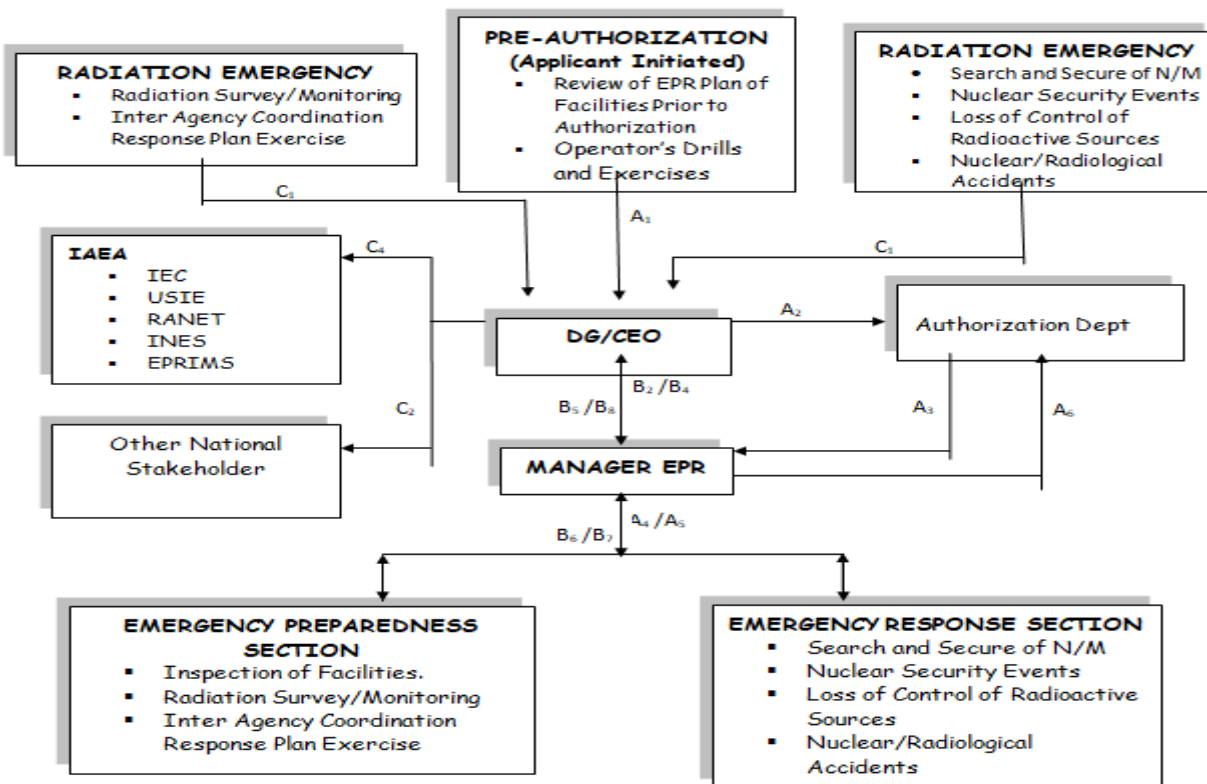 RADIATION EMERGENCY
▪ Radiation Survey/Monitoring
▪ Inter Agency Coordination
Response Plan Exercise
PRE-AUTHORIZATION
(Applicant Initiated)
▪ Review of EPR Plan of
Facilities Prior to
Authorization
• Operator's Drills
and Exercises
RADIATION EMERGENCY
• Search and Secure of N/M
▪ Nuclear Security Events
▪ Loss of Control of
Radioactive Sources
▪ Nuclear/Radiological
Accidents
C₁
A₁
C₁
IAEA
▪ IEC
▪ USIE
▪ RANET
▪ INES
▪ EPRIMS
C₄
DG/CEO
A₂
Authorization Dept
B₂/B₄
B₅/B₈
C₂
A₃
A₆
Other National
Stakeholder
MANAGER EPR
A₄/A₅
B₆/B₇
EMERGENCY PREPAREDNESS
SECTION
▪ Inspection of Facilities.
▪ Radiation Survey/Monitoring
▪ Inter Agency Coordination
Response Plan Exercise
EMERGENCY RESPONSE SECTION
▪ Search and Secure of N/M
▪ Nuclear Security Events
▪ Loss of Control of Radioactive
Sources
▪ Nuclear/Radiological
Accidents